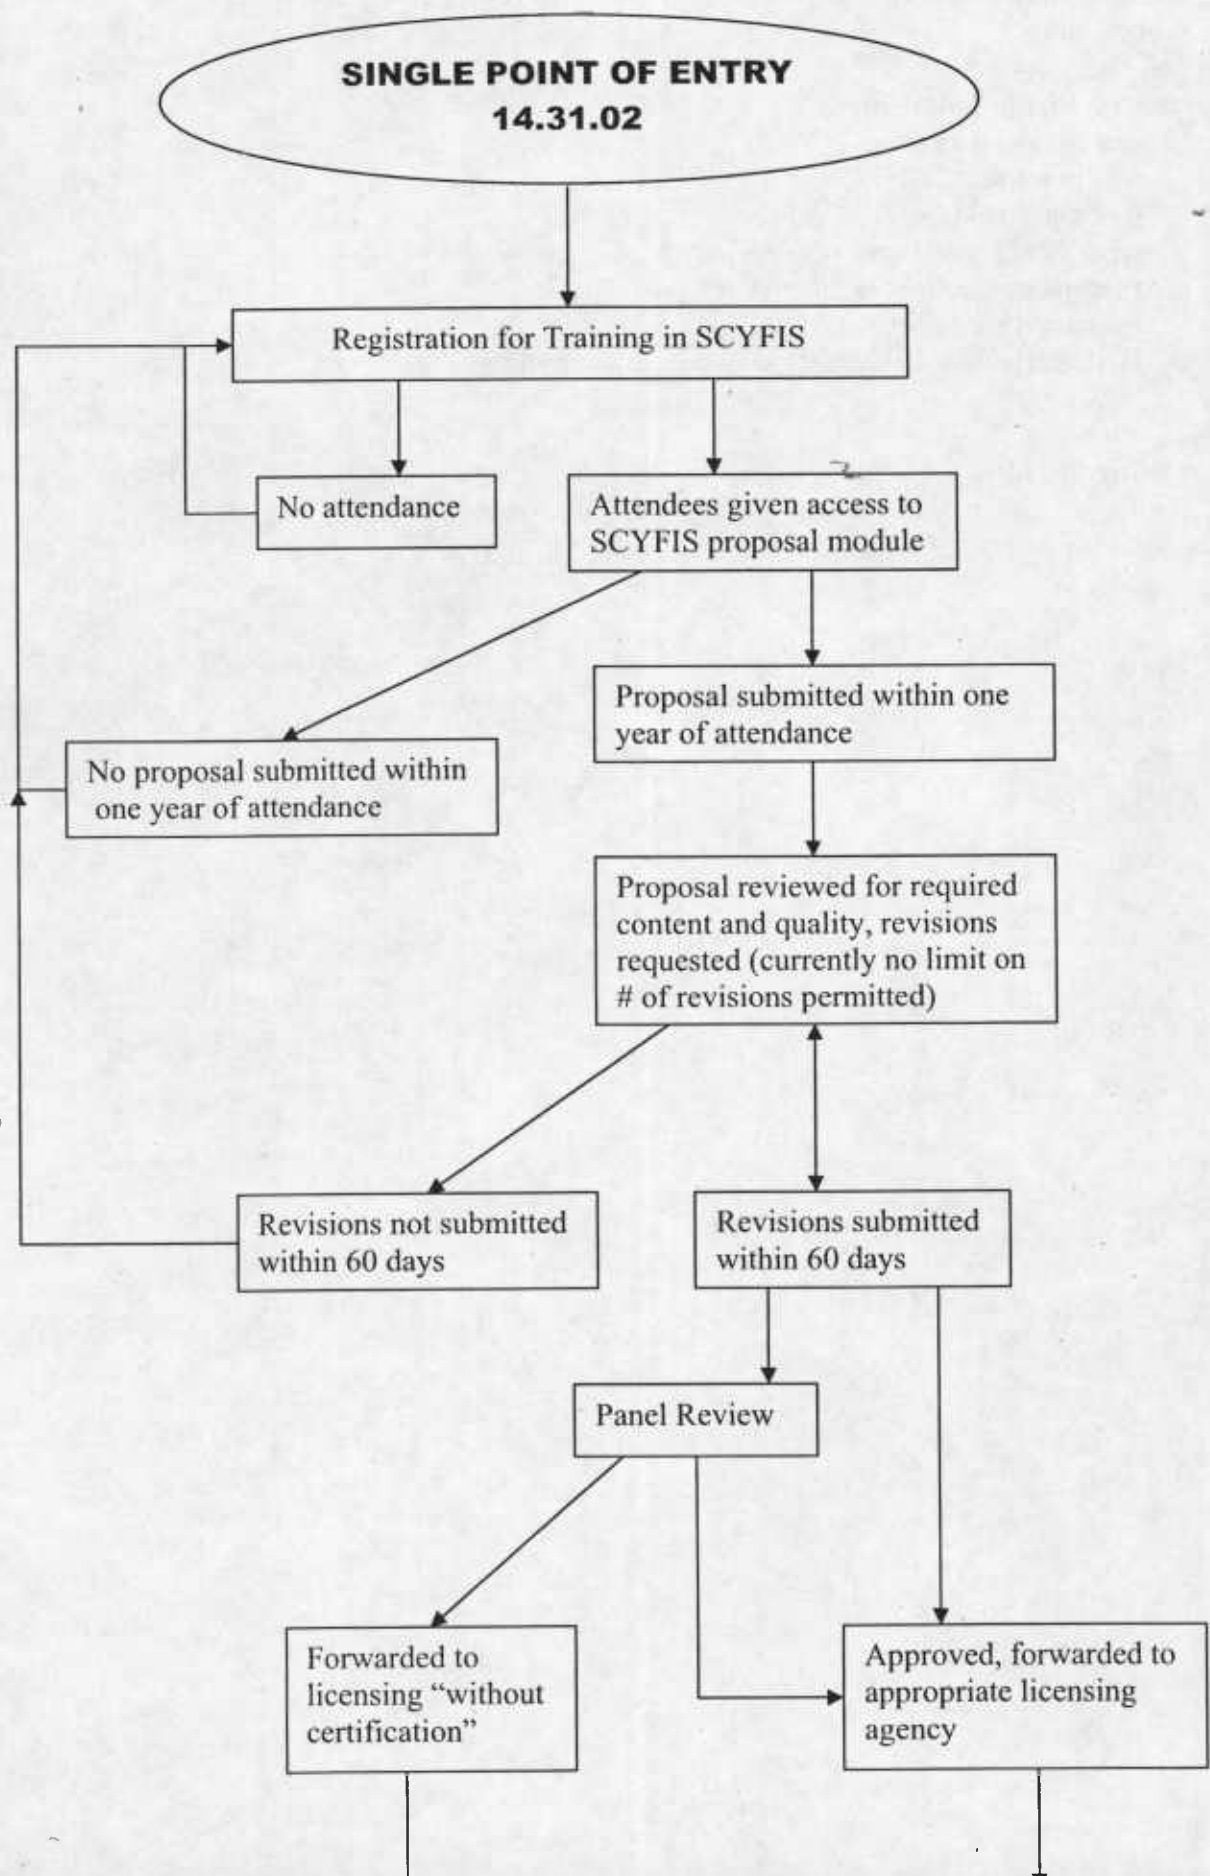 SINGLE POINT OF ENTRY
14.31.02
Registration for Training in SCYFIS
No attendance
Attendees given access to
SCYFIS proposal module
Proposal submitted within one
year of attendance
No proposal submitted within
one year of attendance
Proposal reviewed for required
content and quality, revisions
requested (currently no limit on
# of revisions permitted)
Revisions not submitted
within 60 days
Revisions submitted
within 60 days
Panel Review
Forwarded to
licensing “without
certification”
Approved, forwarded to
appropriate licensing
agency